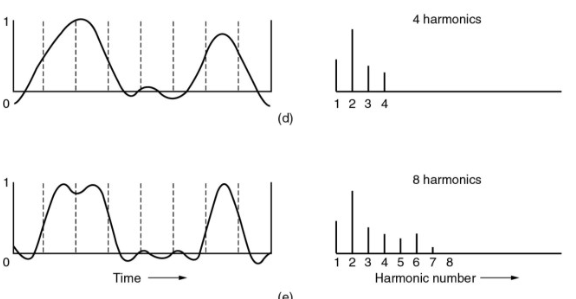 1
4 harmonics
0
1 2 3 4
(d)
1
8 harmonics
0
1 2 3 4 5 6 7 8
Time
Harmonic number
(e)